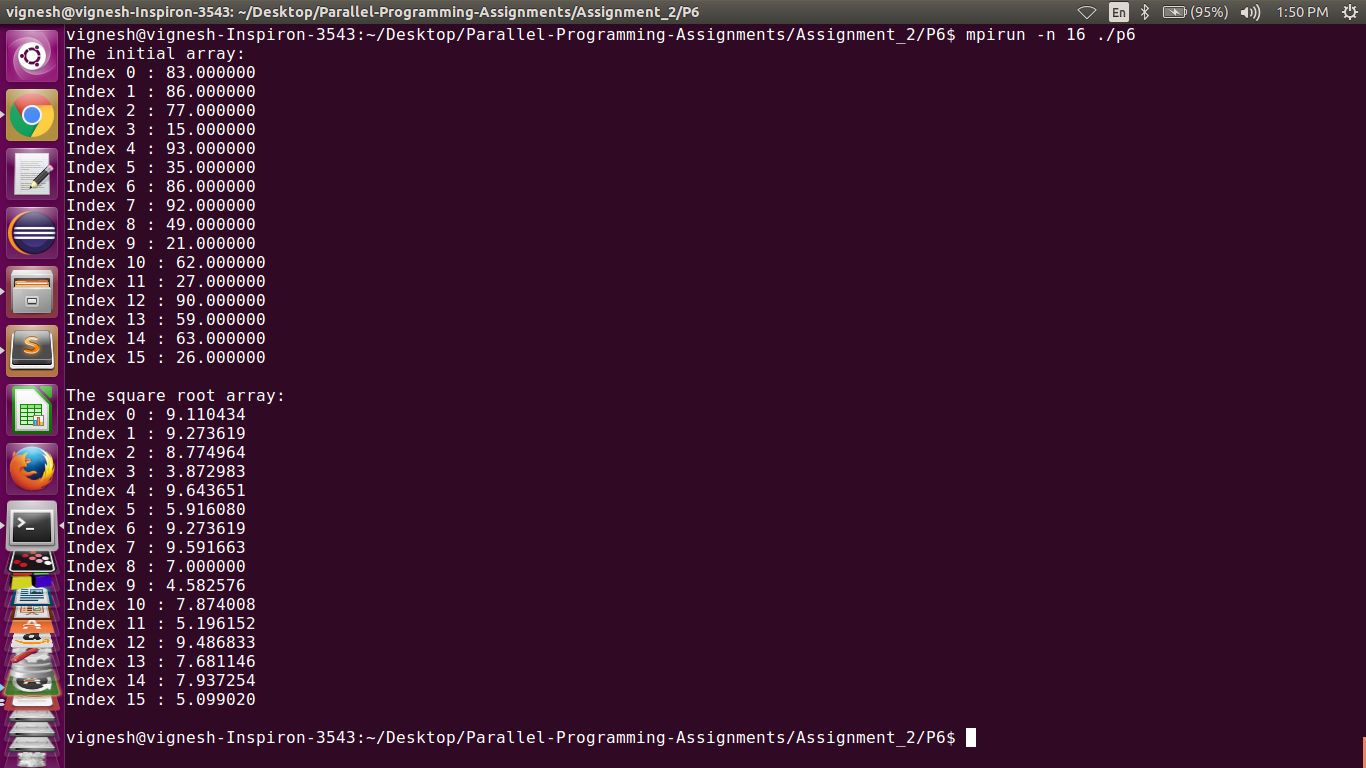 vignesh@vignesh-Inspiron-3543: ~/Desktop/Parallel-Programming-Assignments/Assignment_2/P6 En (95%) 1:50 PM
vignesh@vignesh-Inspiron-3543:~/Desktop/Parallel-Programming-Assignments/Assignment_2/P6$ mpirun -n 16 ./p6
The initial array:
Index 0 : 83.000000
Index 1 : 86.000000
Index 2 : 77.000000
Index 3 : 15.000000
Index 4 : 93.000000
Index 5 : 35.000000
Index 6 : 86.000000
Index 7 : 92.000000
Index 8 : 49.000000
Index 9 : 21.000000
Index 10 : 62.000000
Index 11 : 27.000000
Index 12 : 90.000000
Index 13 : 59.000000
Index 14 : 63.000000
Index 15 : 26.000000
The square root array:
Index 0 : 9.110434
Index 1 : 9.273619
Index 2 : 8.774964
Index 3 : 3.872983
Index 4 : 9.643651
Index 5 : 5.916080
Index 6 : 9.273619
Index 7 : 9.591663
Index 8 : 7.000000
Index 9 : 4.582576
Index 10 : 7.874008
Index 11 : 5.196152
Index 12 : 9.486833
Index 13 : 7.681146
Index 14 : 7.937254
Index 15 : 5.099020
vignesh@vignesh-Inspiron-3543:~/Desktop/Parallel-Programming-Assignments/Assignment_2/P6$